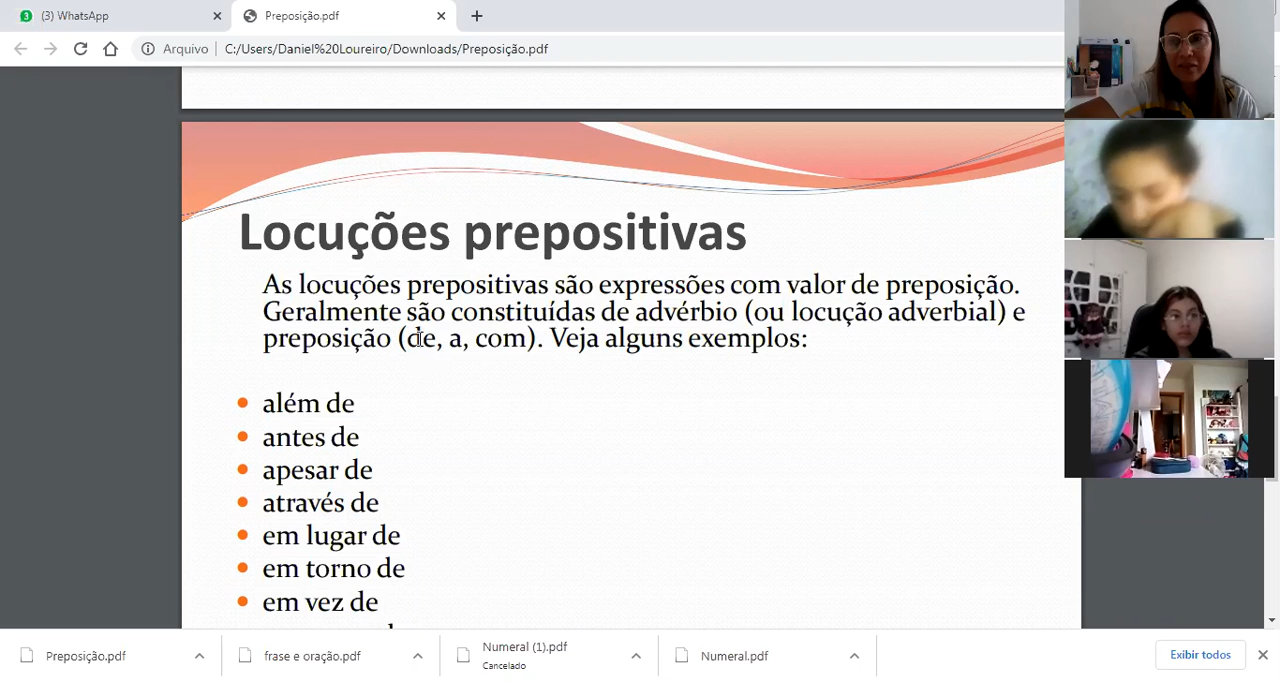 (3) WhatsApp
Preposição.pdf
Arquivo
C:/Users/Daniel%20Loureiro/Downloads/Preposição.pdf
Locuções prepositivas
As locuções prepositivas são expressões com valor de preposição.
Geralmente são constituídas de advérbio (ou locução adverbial) e
preposição (de, a, com). Veja alguns exemplos:
além de
antes de
apesar de
através de
em lugar de
em torno de
em vez de
Preposição.pdf
frase e oração.pdf
Numeral (1).pdf
Cancelado
Numeral.pdf
Exibir todos